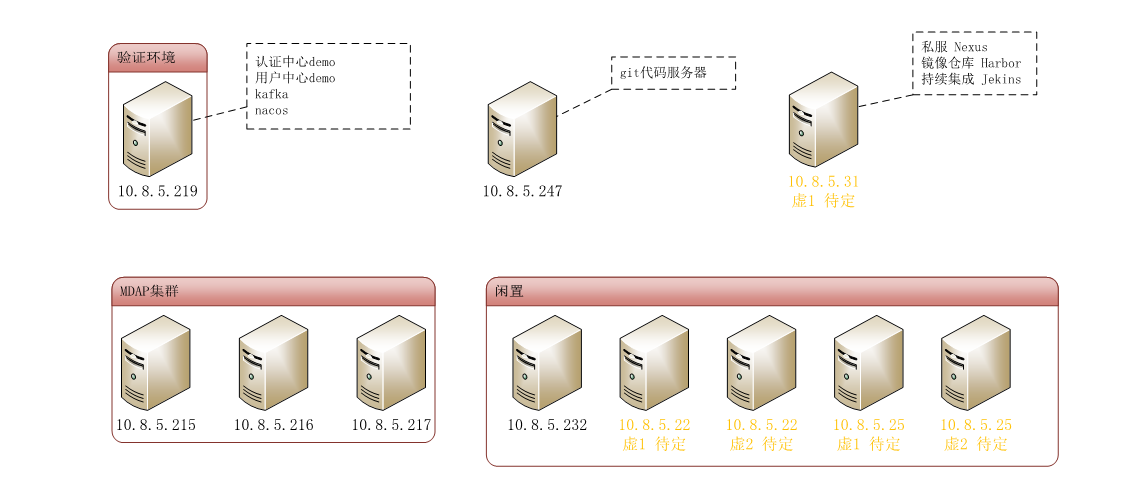 验证环境
认证中心demo
用户中心demo
kafka
nacos
10.8.5.219
git代码服务器
10.8.5.247
私服 Nexus
镜像仓库 Harbor
持续集成 Jekins
10.8.5.31
虚1 待定
MDAP集群
10.8.5.215
10.8.5.216
10.8.5.217
闲置
10.8.5.232
10.8.5.22
虚1 待定
10.8.5.22
虚2 待定
10.8.5.25
虚1 待定
10.8.5.25
虚2 待定